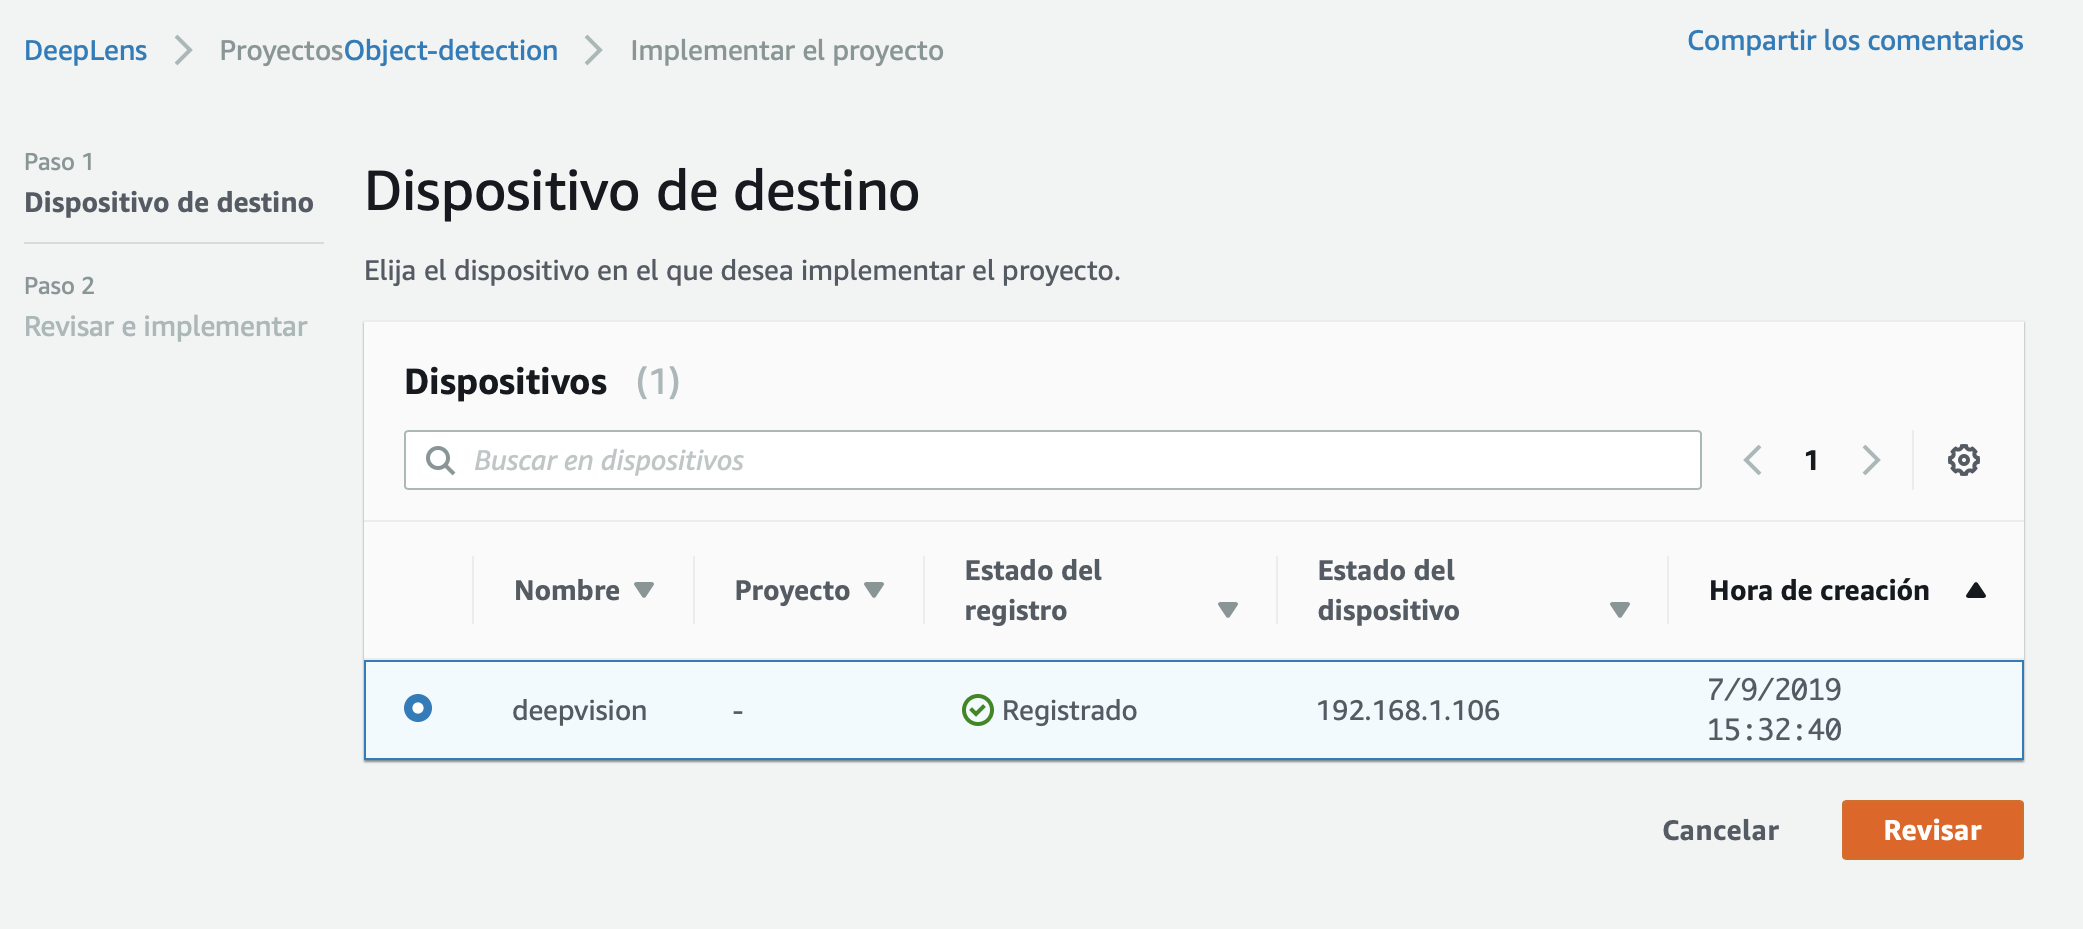 DeepLens > ProyectosObject-detection > Implementar el proyecto
Compartir los comentarios
Paso 1
Dispositivo de destino
Paso 2
Revisar e implementar
Dispositivo de destino
Elija el dispositivo en el que desea implementar el proyecto.
Dispositivos (1)
Buscar en dispositivos
1
Nombre
Proyecto
Estado del
registro
Estado del
dispositivo
Hora de creación
deepvision
-
Registrado
192.168.1.106
7/9/2019
15:32:40
Cancelar
Revisar